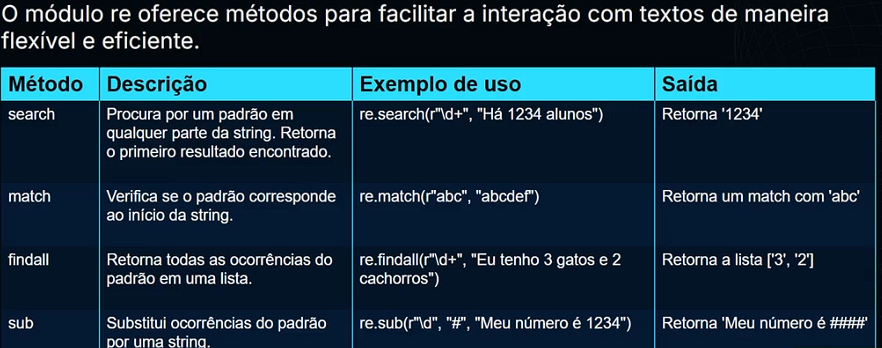 O módulo re oferece métodos para facilitar a interação com textos de maneira
flexível e eficiente.
Método Descrição Exemplo de uso Saída
search Procura por um padrão em re.search(r"\d+", "Há 1234 alunos") Retorna '1234'
qualquer parte da string. Retorna
o primeiro resultado encontrado.
match Verifica se o padrão corresponde re.match(r"abc", "abcdef") Retorna um match com 'abc'
ao início da string.
findall Retorna todas as ocorrências do re.findall(r"\d+", "Eu tenho 3 gatos e 2 Retorna a lista ['3', '2']
padrão em uma lista. cachorros")
sub Substitui ocorrências do padrão re.sub(r"\d", "#", "Meu número é 1234") Retorna 'Meu número é ####'
por uma string.